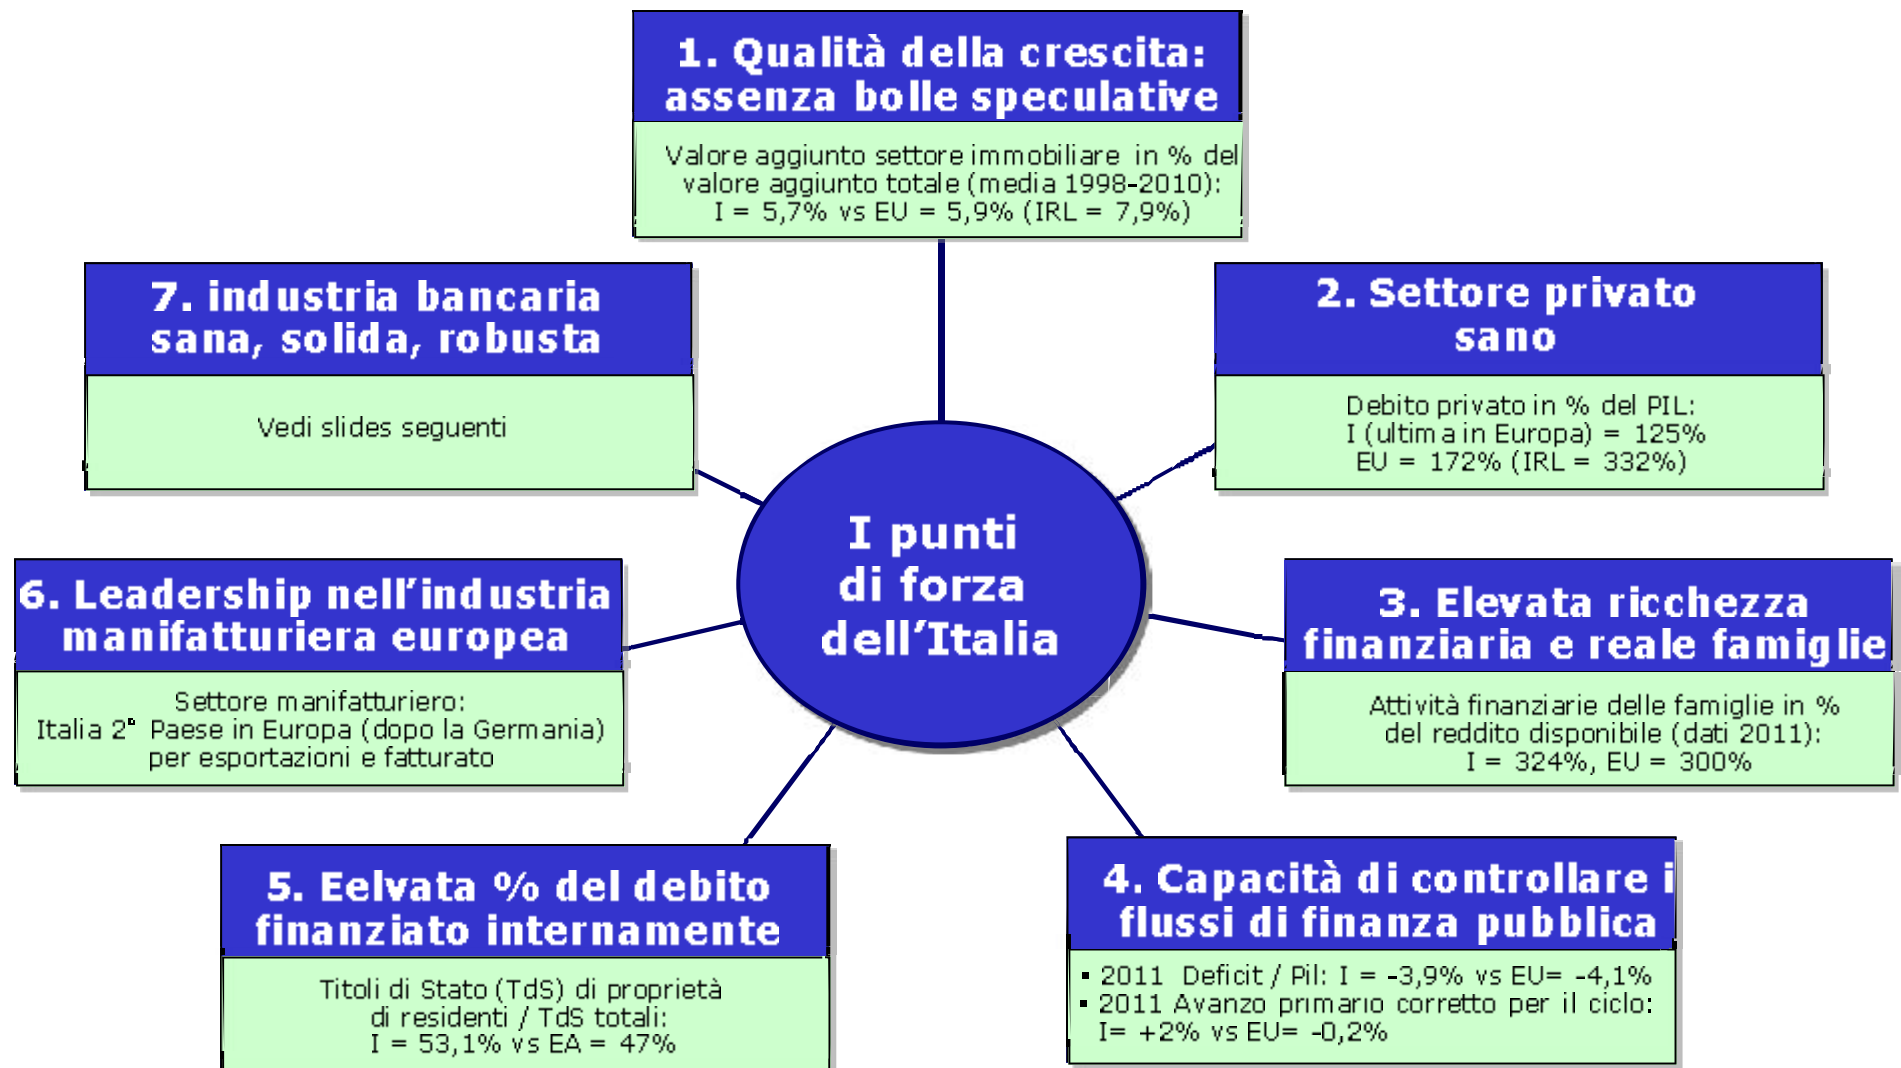 1. Qualità della crescita:
assenza bolle speculative
Valore aggiunto settore immobiliare in % del
valore aggiunto totale (media 1998-2010):
I = 5,7% vs EU = 5,9% (IRL = 7,9%)
2. Settore privato
sano
Debito privato in % del PIL:
I (ultima in Europa) = 125%
EU = 172% (IRL = 332%)
3. Elevata ricchezza
finanziaria e reale famiglie
Attività finanziarie delle famiglie in %
del reddito disponibile (dati 2011):
I = 324%, EU = 300%
4. Capacità di controllare i
flussi di finanza pubblica
▪ 2011 Deficit / Pil: I = -3,9% vs EU= -4,1%
▪ 2011 Avanzo primario corretto per il ciclo:
I= +2% vs EU= -0,2%
5. Eelvata % del debito
finanziato internamente
Titoli di Stato (TdS) di proprietà
di residenti / TdS totali:
I = 53,1% vs EA = 47%
6. Leadership nell’industria
manifatturiera europea
Settore manifatturiero:
Italia 2° Paese in Europa (dopo la Germania)
per esportazioni e fatturato
7. industria bancaria
sana, solida, robusta
Vedi slides seguenti
I punti
di forza
dell’Italia